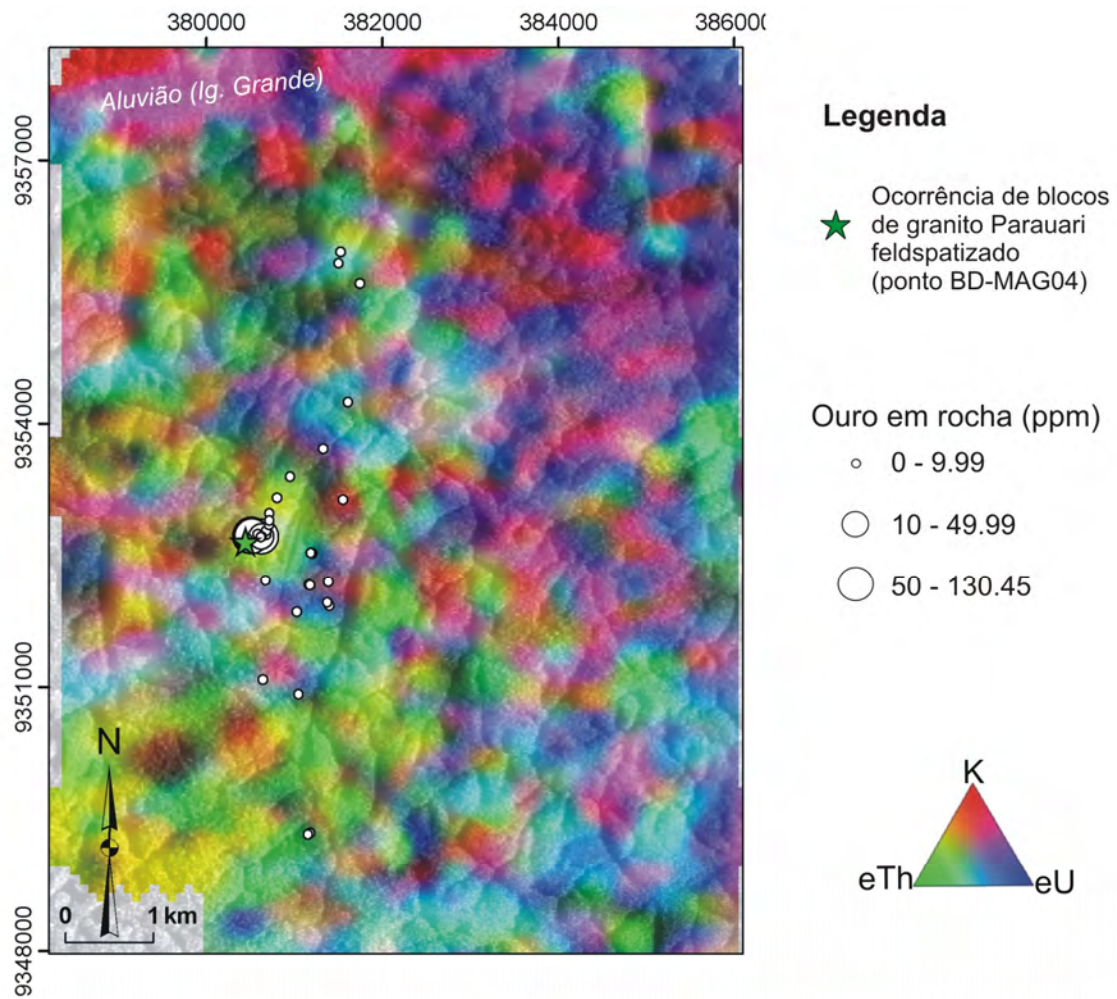 380000
382000
384000
38600
Aluvião (Ig. Grande)
9357000
9354000
9351000
9348000
N
0
1 km
Legenda
Ocorrência de blocos
de granito Parauari
feldspatizado
(ponto BD-MAG04)
Ouro em rocha (ppm)
0 - 9.99
10 - 49.99
50 - 130.45
K
eTh
eU